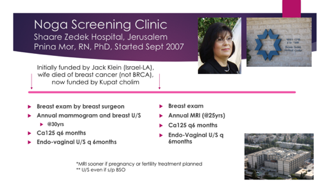 Noga Screening Clinic
Shaare Zedek Hospital, Jerusalem
Pnina Mor, RN, PhD, Started Sept 2007
Initially funded by Jack Klein (Israel-LA),
wife died of breast cancer (not BRCA),
now funded by Kupat cholim
Breast exam by breast surgeon
Annual mammogram and breast U/S
@30yrs
Ca125 q6 months
Endo-vaginal U/S q 6months
Breast exam
Annual MRI (@25yrs)
Ca125 q6 months
Endo-Vaginal U/S q
6months
*MRI sooner if pregnancy or fertility treatment planned
** U/S even if s/p BSO